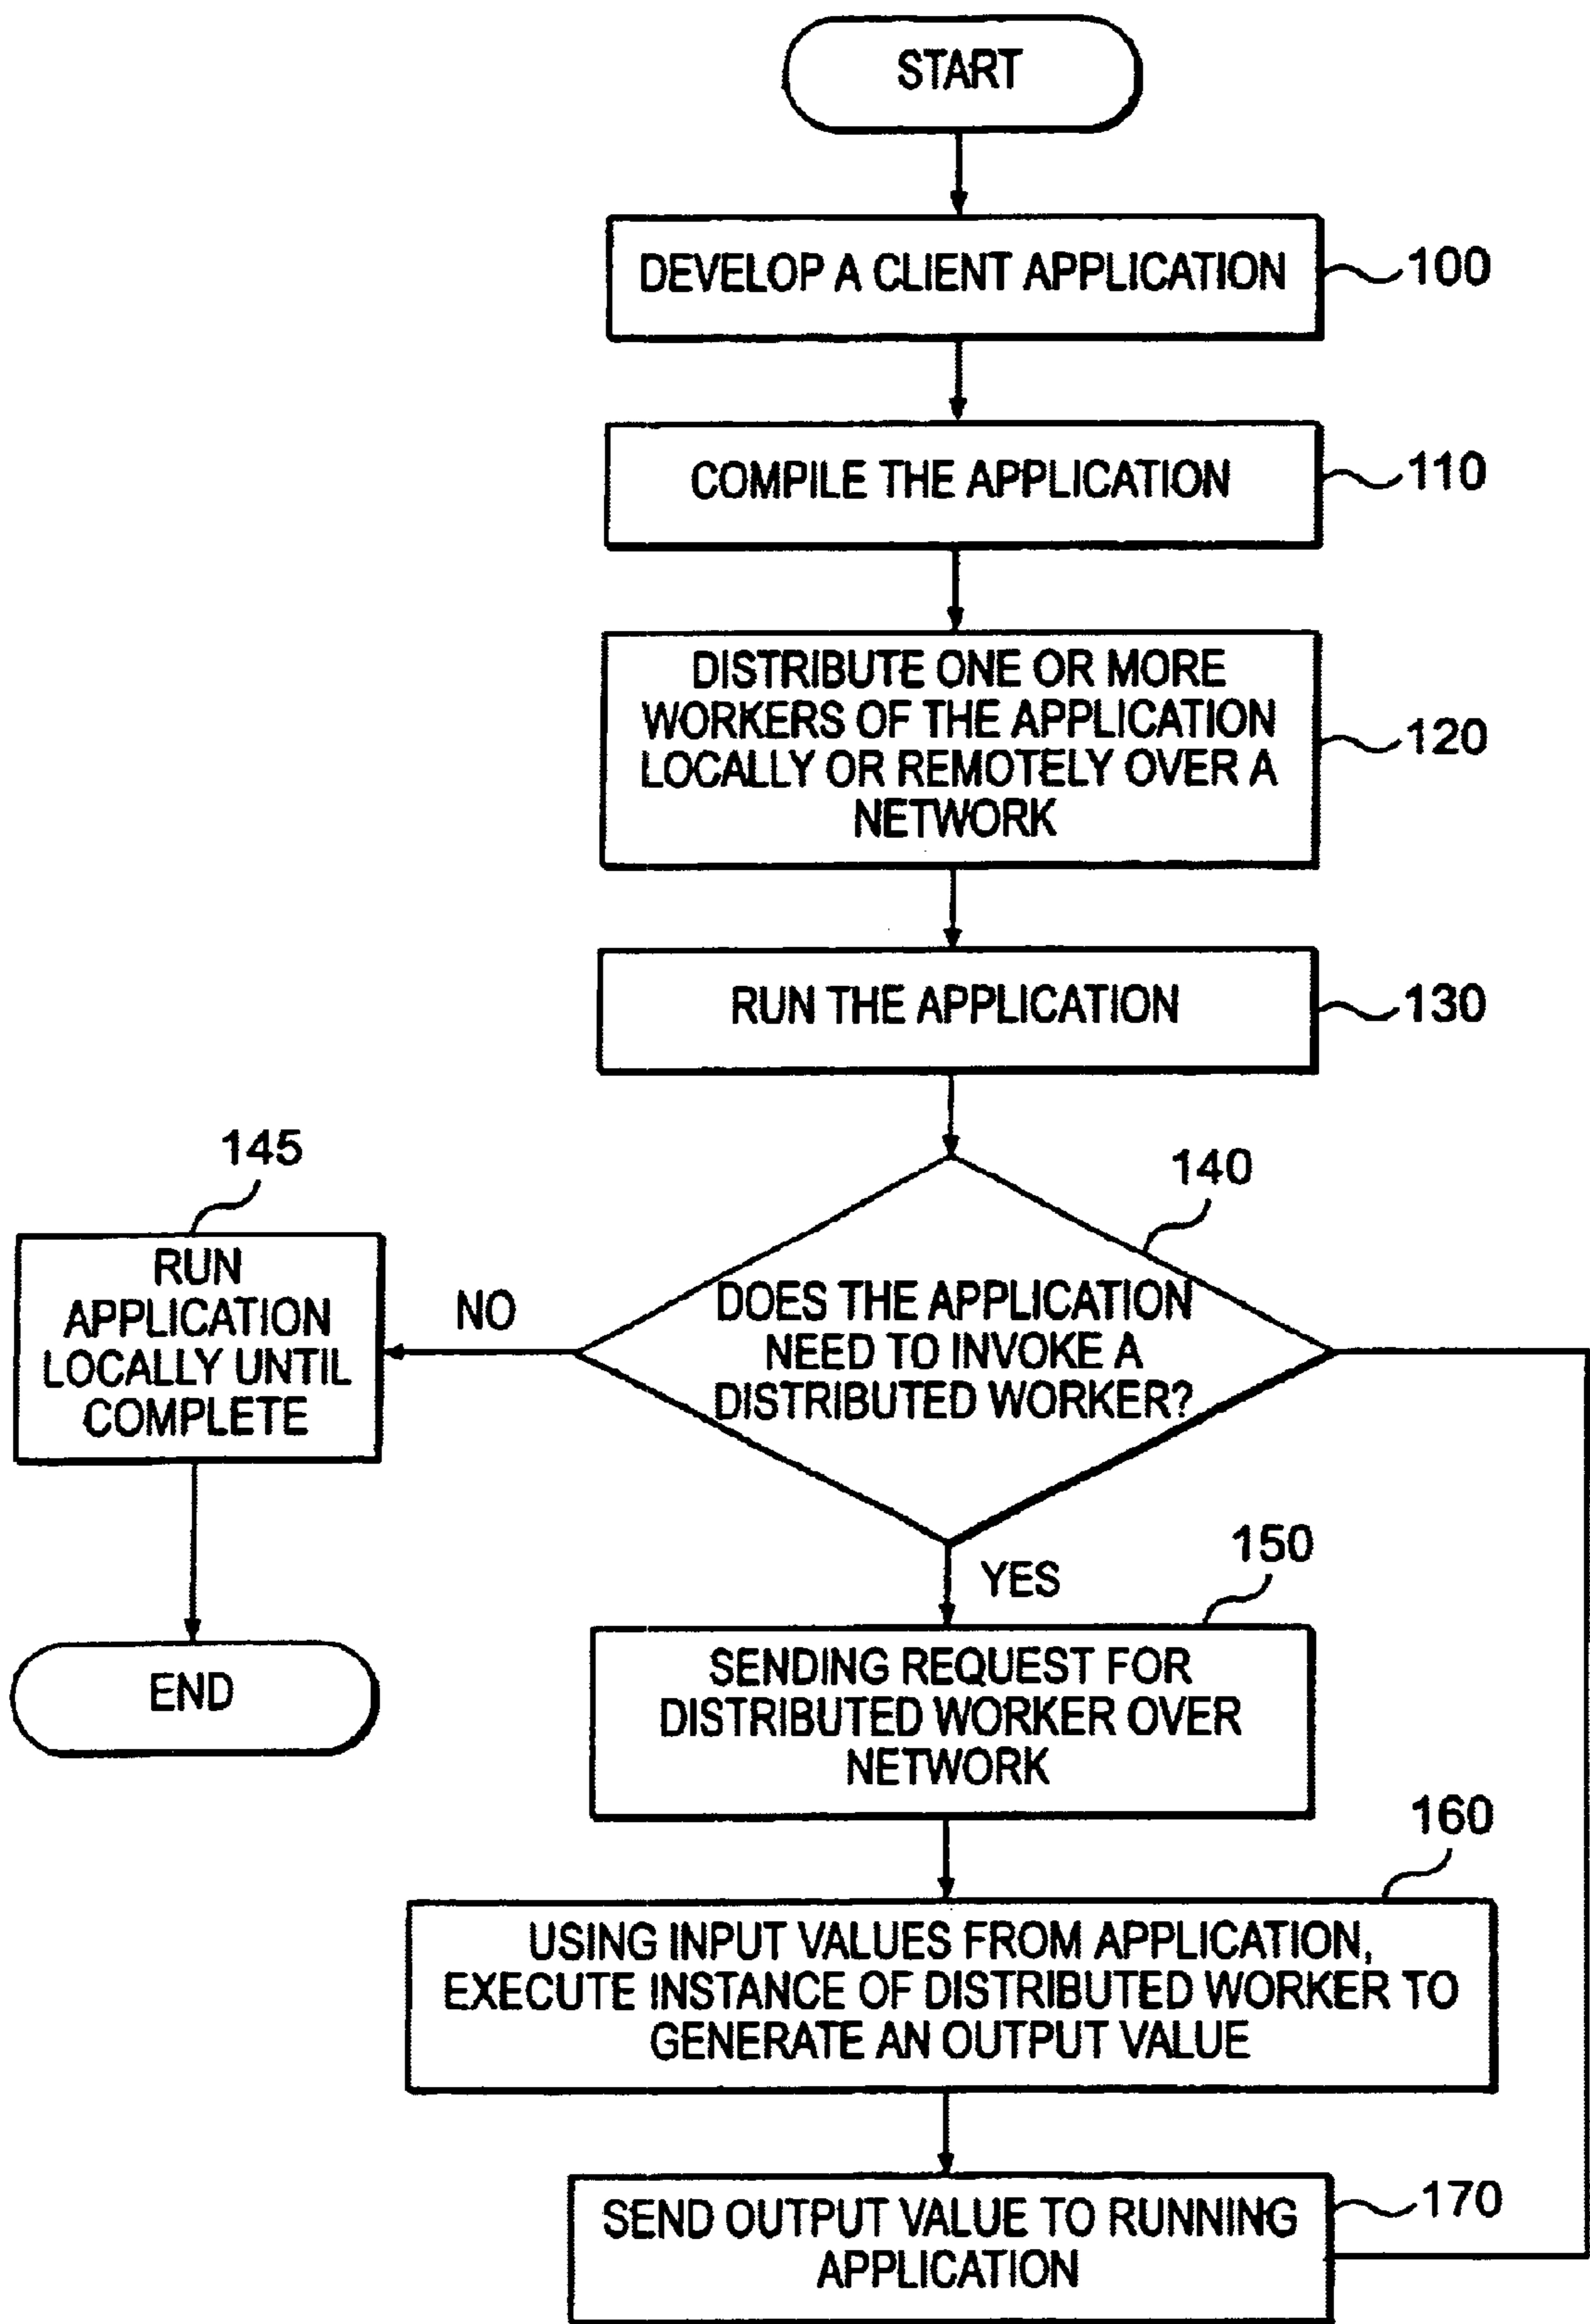 START
DEVELOP A CLIENT APPLICATION
100
COMPILE THE APPLICATION
110
DISTRIBUTE ONE OR MORE
WORKERS OF THE APPLICATION
LOCALLY OR REMOTELY OVER A
NETWORK
120
RUN THE APPLICATION
130
145
RUN
APPLICATION
LOCALLY UNTIL
COMPLETE
NO
140
DOES THE APPLICATION
NEED TO INVOKE A
DISTRIBUTED WORKER?
END
YES
150
SENDING REQUEST FOR
DISTRIBUTED WORKER OVER
NETWORK
160
USING INPUT VALUES FROM APPLICATION,
EXECUTE INSTANCE OF DISTRIBUTED WORKER TO
GENERATE AN OUTPUT VALUE
SEND OUTPUT VALUE TO RUNNING
APPLICATION
170